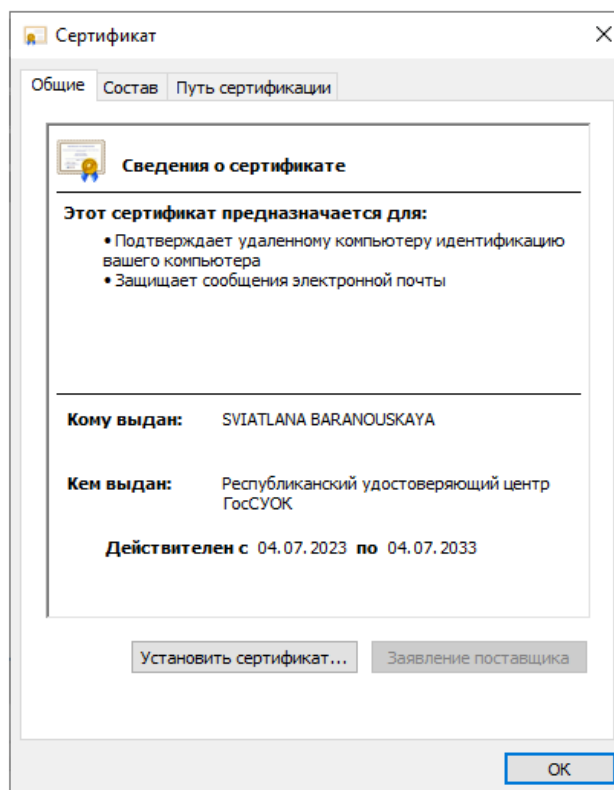 Сертификат
Общие Состав Путь сертификации
Сведения о сертификате
Этот сертификат предназначается для:
• Подтверждает удаленному компьютеру идентификацию
вашего компьютера
• Защищает сообщения электронной почты
Кому выдан: SVIATLANA BARANOUSKAYA
Кем выдан: Республиканский удостоверяющий центр
ГосСУОК
Действителен с 04.07.2023 по 04.07.2033
Установить сертификат... Заявление поставщика
ОК